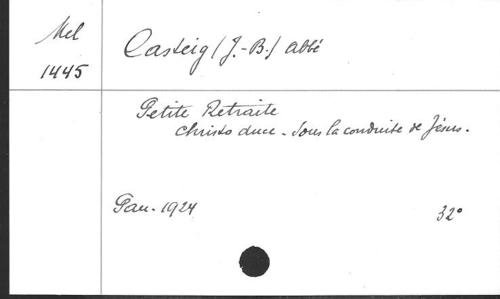 Mel
1445
Casteig (J.-B.) abbé
Petite Retraite
Christo duce - Sous la conduite de Jésus.
Pau - 1924
32°